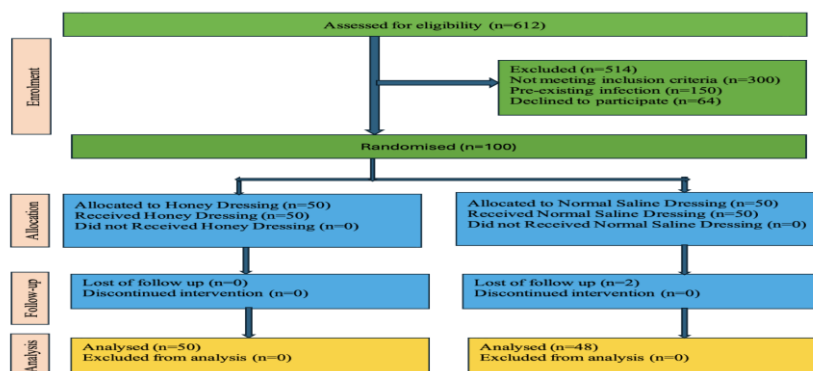 Assessed for eligibility (n=612)
Enrolment
Excluded (n=514)
Not meeting inclusion criteria (n=300)
Pre-existing infection (n=150)
Declined to participate (n=64)
Randomised (n=100)
Allocation
Allocated to Honey Dressing (n=50)
Received Honey Dressing (n=50)
Did not Received Honey Dressing (n=0)
Allocated to Normal Saline Dressing (n=50)
Received Normal Saline Dressing (n=50)
Did not Received Normal Saline Dressing (n=0)
Follow-up
Lost of follow up (n=0)
Discontinued intervention (n=0)
Lost of follow up (n=2)
Discontinued intervention (n=0)
Analysis
Analysed (n=50)
Excluded from analysis (n=0)
Analysed (n=48)
Excluded from analysis (n=0)